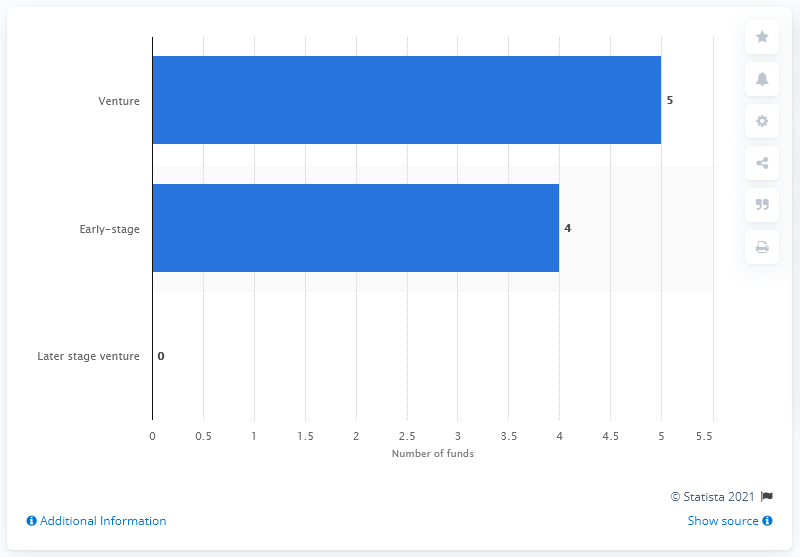 Venture
5
Early-stage
4
Later stage venture
0
0 0.5 1 1.5 2 2.5 3 3.5 4 4.5 5 5.5
Number of funds
© Statista 2021
Additional Information
Show source